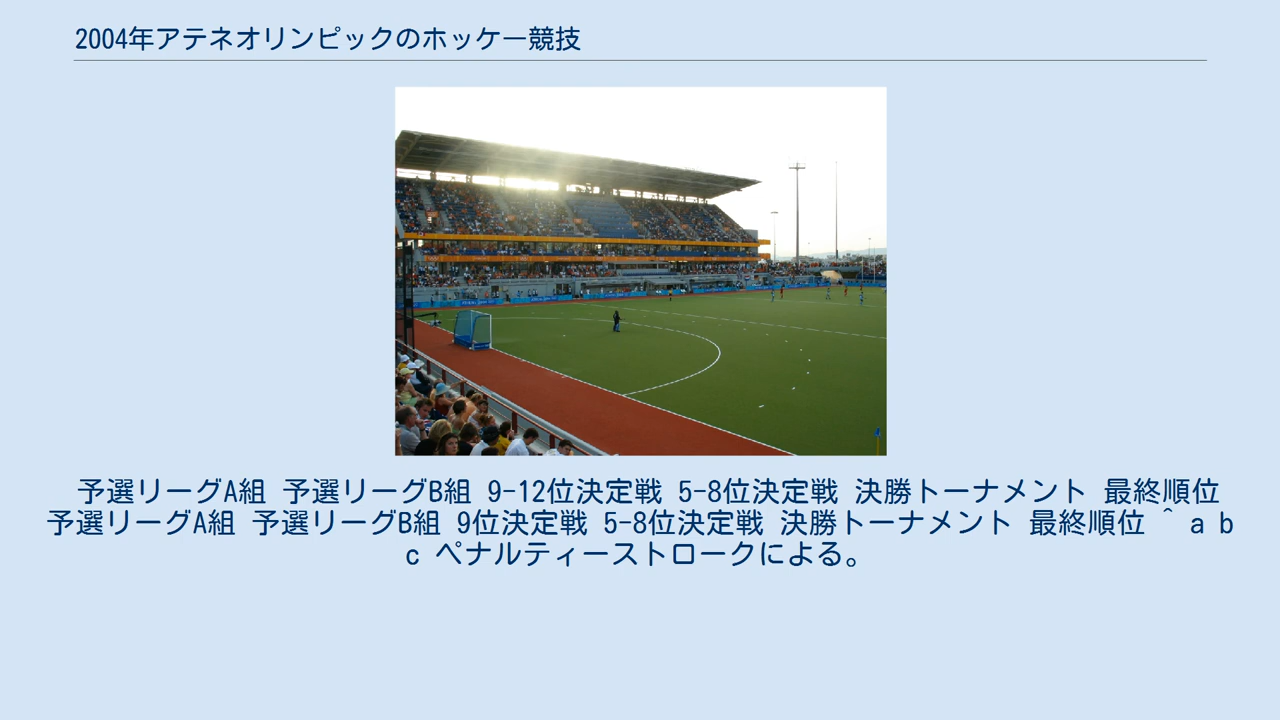 2004年アテネオリンピックのホッケー競技
予選リーグA組 予選リーグB組 9-12位決定戦 5-8位決定戦 決勝トーナメント 最終順位
予選リーグA組 予選リーグB組 9位決定戦 5-8位決定戦 決勝トーナメント 最終順位 ^ a b
c ペナルティーストロークによる。